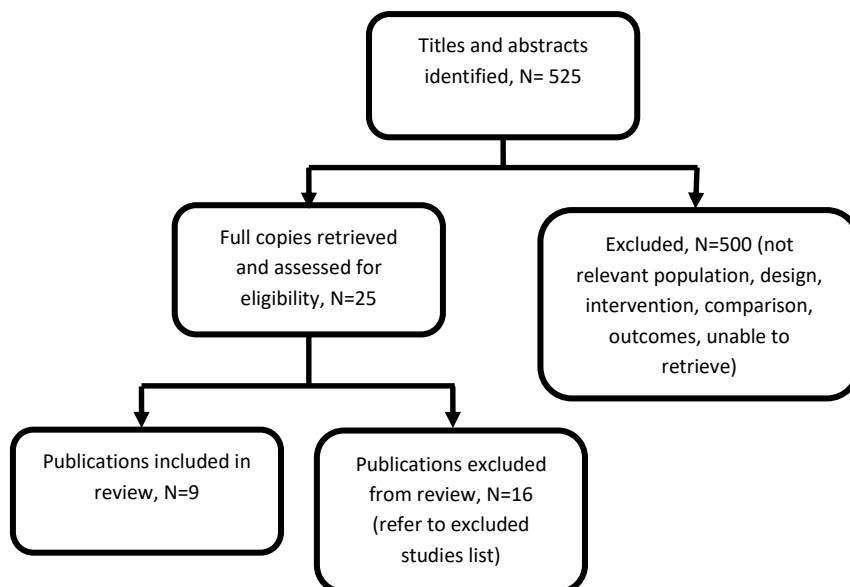 Titles and abstracts
identified, N= 525
Full copies retrieved
and assessed for
eligibility, N=25
Excluded, N=500 (not
relevant population, design,
intervention, comparison,
outcomes, unable to
retrieve)
Publications included in
review, N=9
Publications excluded
from review, N=16
(refer to excluded
studies list)